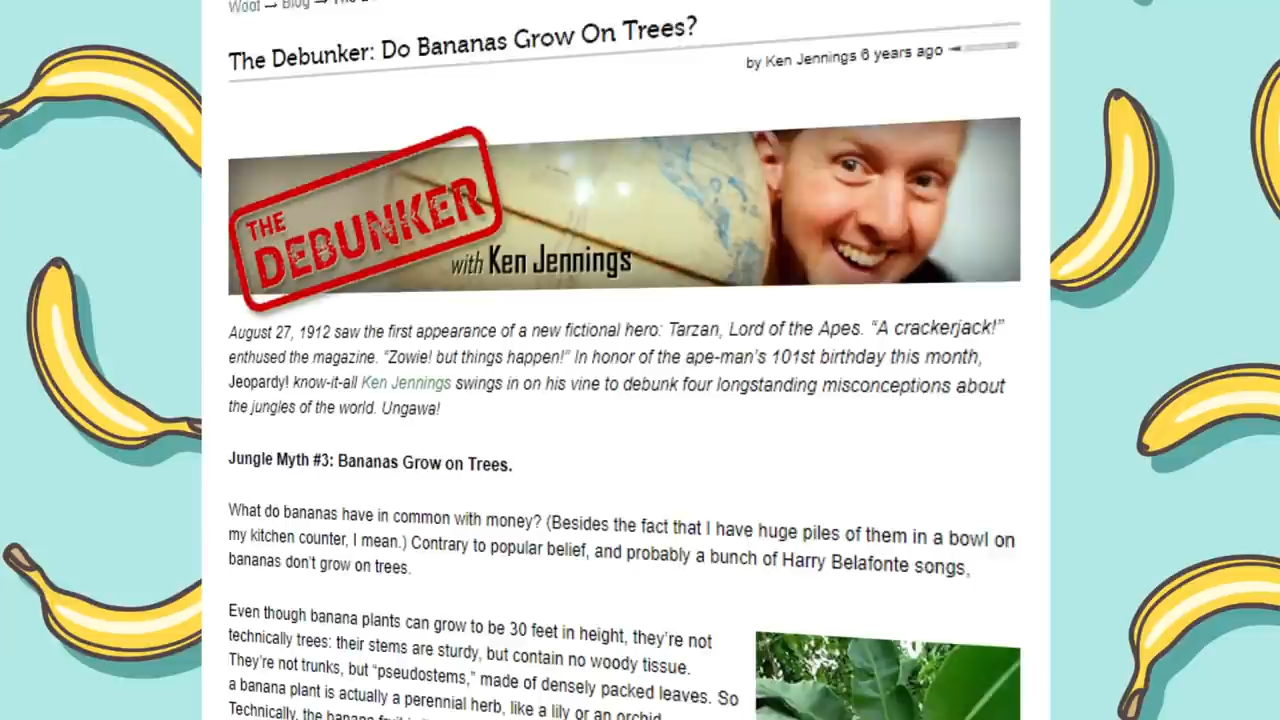 Woot → Blog → The
The Debunker: Do Bananas Grow On Trees?
by Ken Jennings 6 years ago
THE
DEBUNKER
with Ken Jennings
August 27, 1912 saw the first appearance of a new fictional hero: Tarzan, Lord of the Apes. “A crackerjack!”
enthused the magazine. “Zowie! but things happen!” In honor of the ape-man’s 101st birthday this month,
Jeopardy! know-it-all Ken Jennings swings in on his vine to debunk four longstanding misconceptions about
the jungles of the world. Ungawa!
Jungle Myth #3: Bananas Grow on Trees.
What do bananas have in common with money? (Besides the fact that I have huge piles of them in a bowl on
my kitchen counter, I mean.) Contrary to popular belief, and probably a bunch of Harry Belafonte songs,
bananas don’t grow on trees.
Even though banana plants can grow to be 30 feet in height, they’re not
technically trees: their stems are sturdy, but contain no woody tissue.
They’re not trunks, but “pseudostems,” made of densely packed leaves. So
a banana plant is actually a perennial herb, like a lily or an orchid.
Technically, the banana fruit